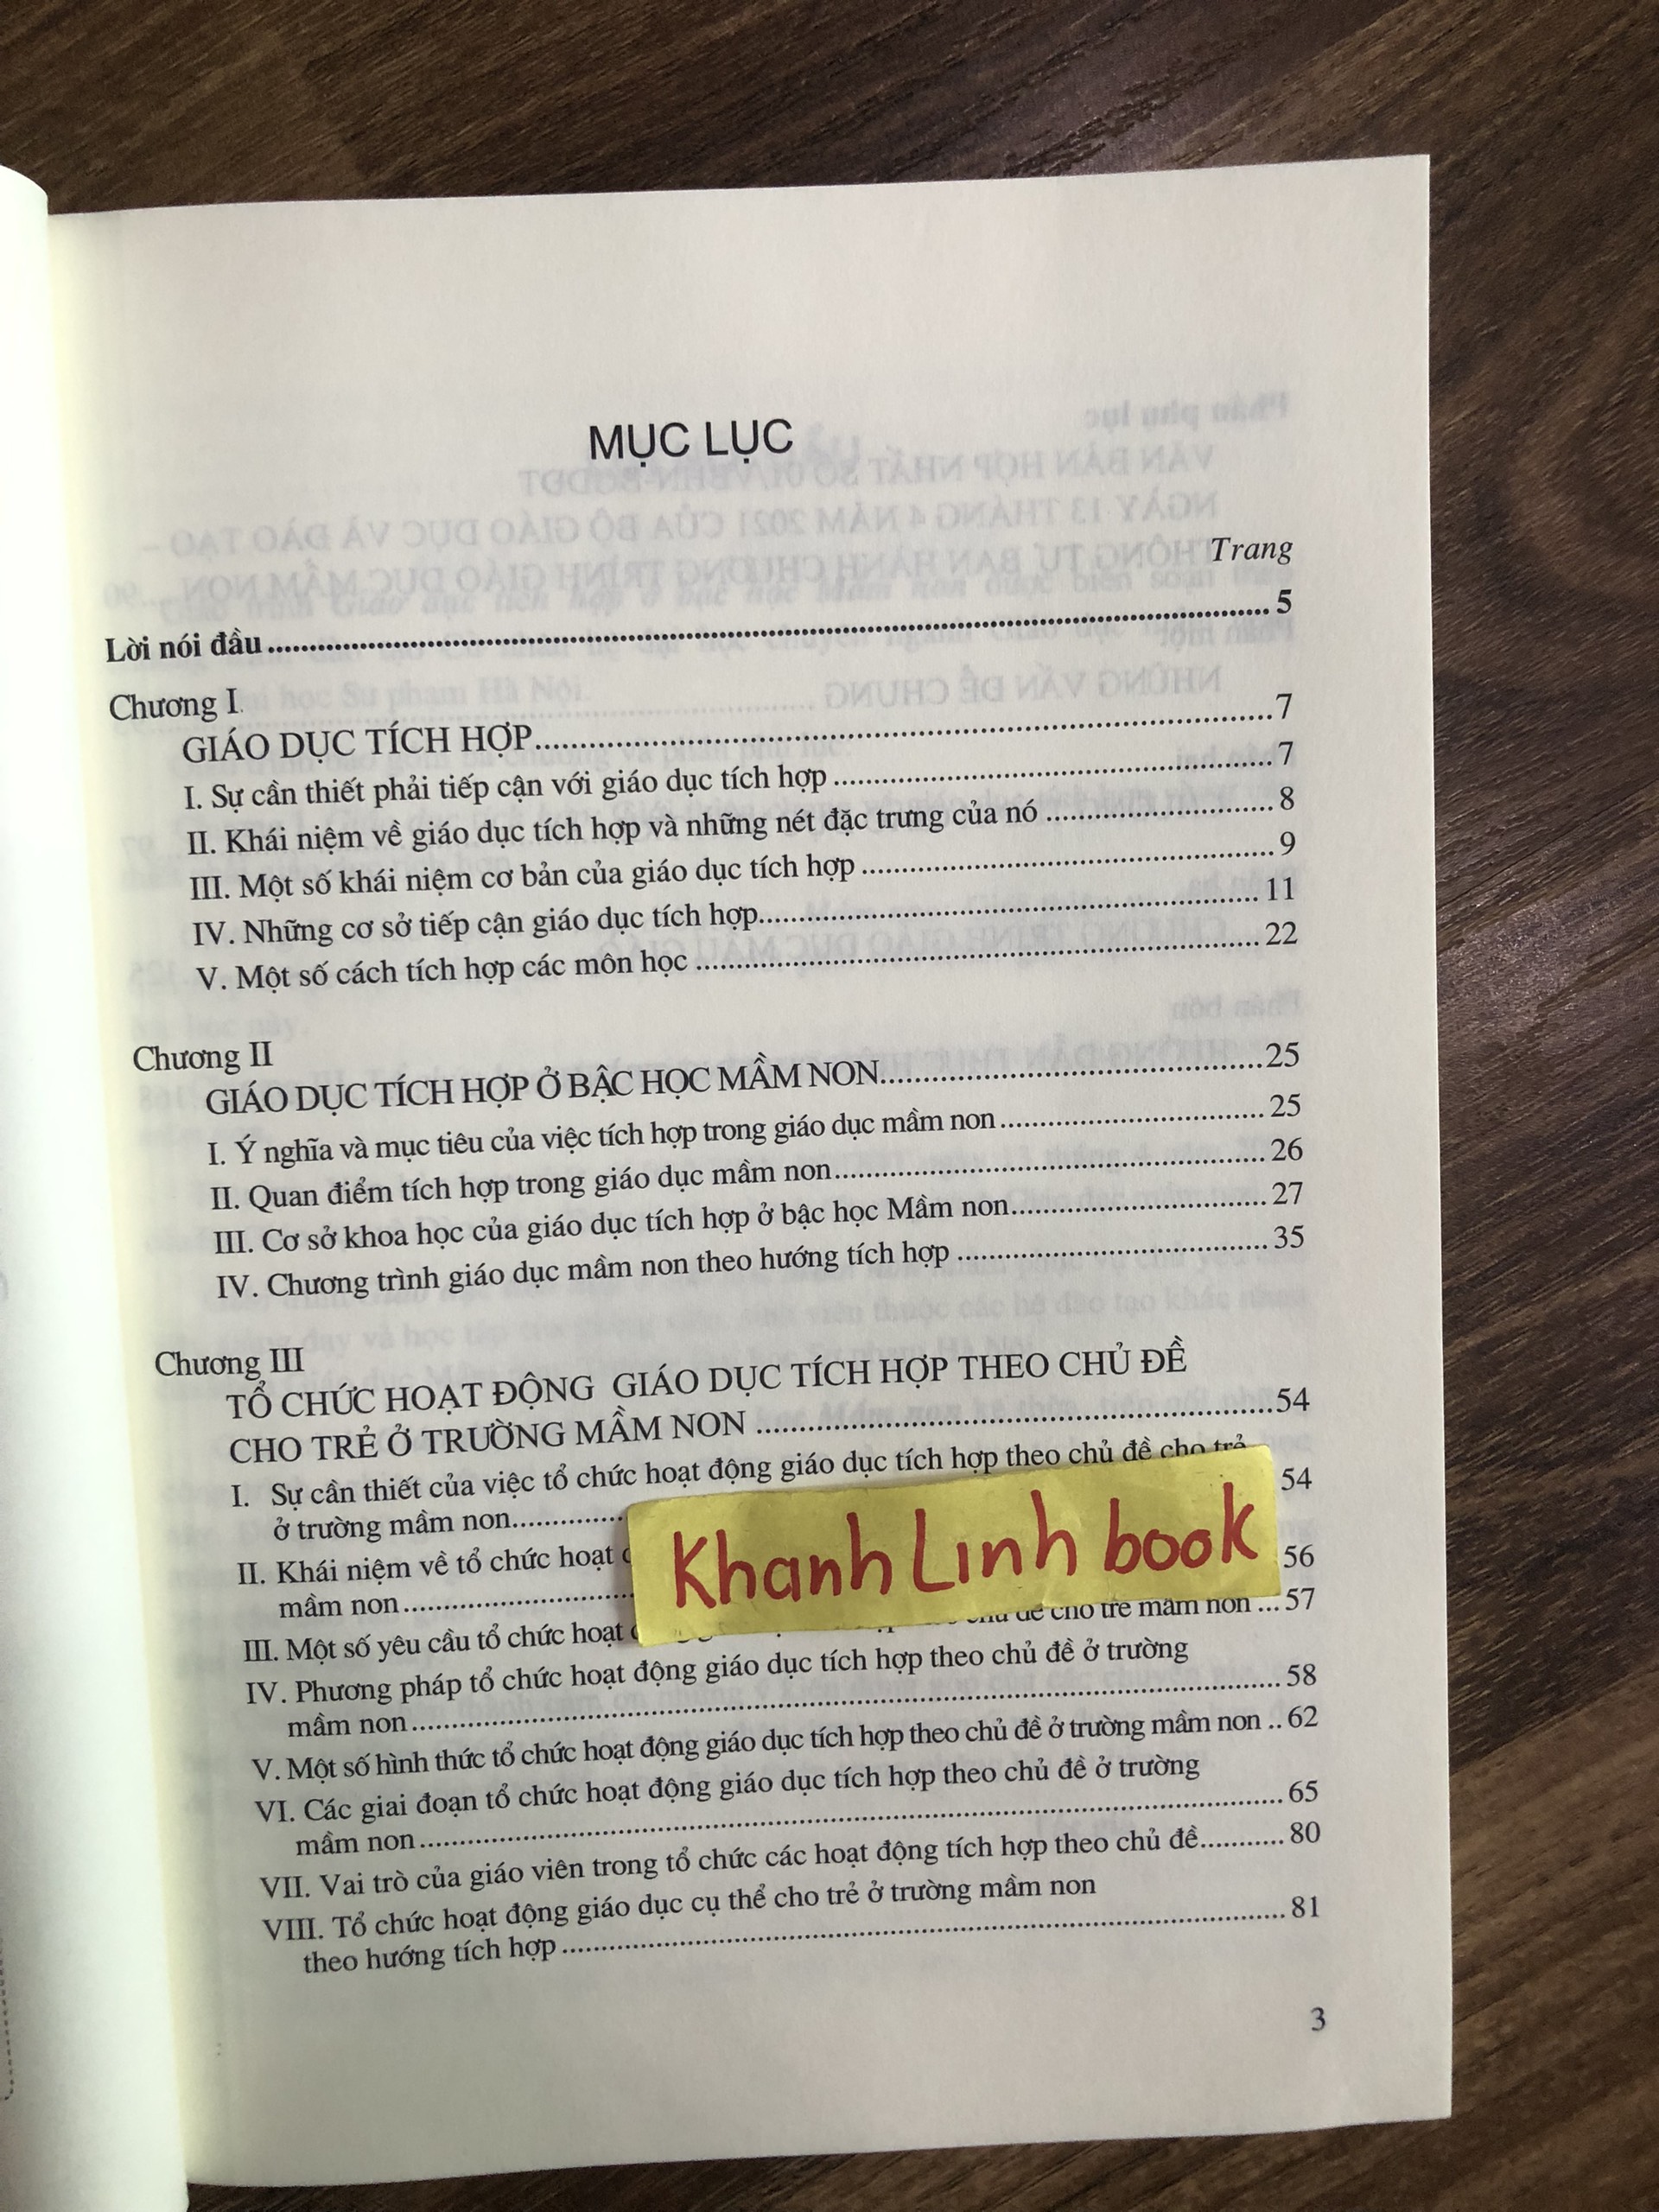 MỤC LỤC
Trang
Lời nói đầu ........ 5
Chương I
GIÁO DỤC TÍCH HỢP........ 7
I. Sự cần thiết phải tiếp cận với giáo dục tích hợp ........ 7
II. Khái niệm về giáo dục tích hợp và những nét đặc trưng của nó ........ 8
III. Một số khái niệm cơ bản của giáo dục tích hợp ........ 9
IV. Những cơ sở tiếp cận giáo dục tích hợp........ 11
V. Một số cách tích hợp các môn học ........ 22
Chương II
GIÁO DỤC TÍCH HỢP Ở BẬC HỌC MẦM NON........ 25
I. Ý nghĩa và mục tiêu của việc tích hợp trong giáo dục mầm non ........ 25
II. Quan điểm tích hợp trong giáo dục mầm non........ 26
III. Cơ sở khoa học của giáo dục tích hợp ở bậc học Mầm non........ 27
IV. Chương trình giáo dục mầm non theo hướng tích hợp ........ 35
Chương III
TỔ CHỨC HOẠT ĐỘNG GIÁO DỤC TÍCH HỢP THEO CHỦ ĐỀ
CHO TRẺ Ở TRƯỜNG MẦM NON ........ 54
I. Sự cần thiết của việc tổ chức hoạt động giáo dục tích hợp theo chủ đề cho trẻ
ở trường mầm non........ 54
II. Khái niệm về tổ chức hoạt
mầm non ........ 56
III. Một số yêu cầu tổ chức hoạt chủ đề cho trẻ mầm non ... 57
IV. Phương pháp tổ chức hoạt động giáo dục tích hợp theo chủ đề ở trường
mầm non ........ 58
V. Một số hình thức tổ chức hoạt động giáo dục tích hợp theo chủ đề ở trường mầm non .. 62
VI. Các giai đoạn tổ chức hoạt động giáo dục tích hợp theo chủ đề ở trường
mầm non ........ 65
VII. Vai trò của giáo viên trong tổ chức các hoạt động tích hợp theo chủ đề........ 80
VIII. Tổ chức hoạt động giáo dục cụ thể cho trẻ ở trường mầm non
theo hướng tích hợp ........ 81
Khanh Linh book
3